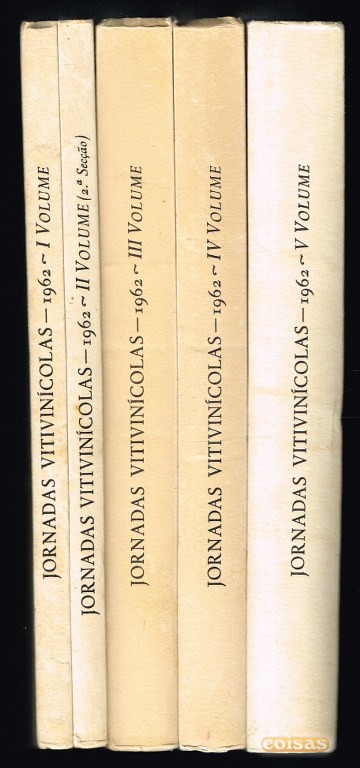 JORNADAS VITIVINÍCOLAS — 1962 ~ I VOLUME
JORNADAS VITIVINÍCOLAS — 1962 ~ II VOLUME (2.ª Secção)
JORNADAS VITIVINÍCOLAS — 1962 ~ III VOLUME
JORNADAS VITIVINÍCOLAS — 1962 ~ IV VOLUME
JORNADAS VITIVINÍCOLAS — 1962 ~ V VOLUME
coisas